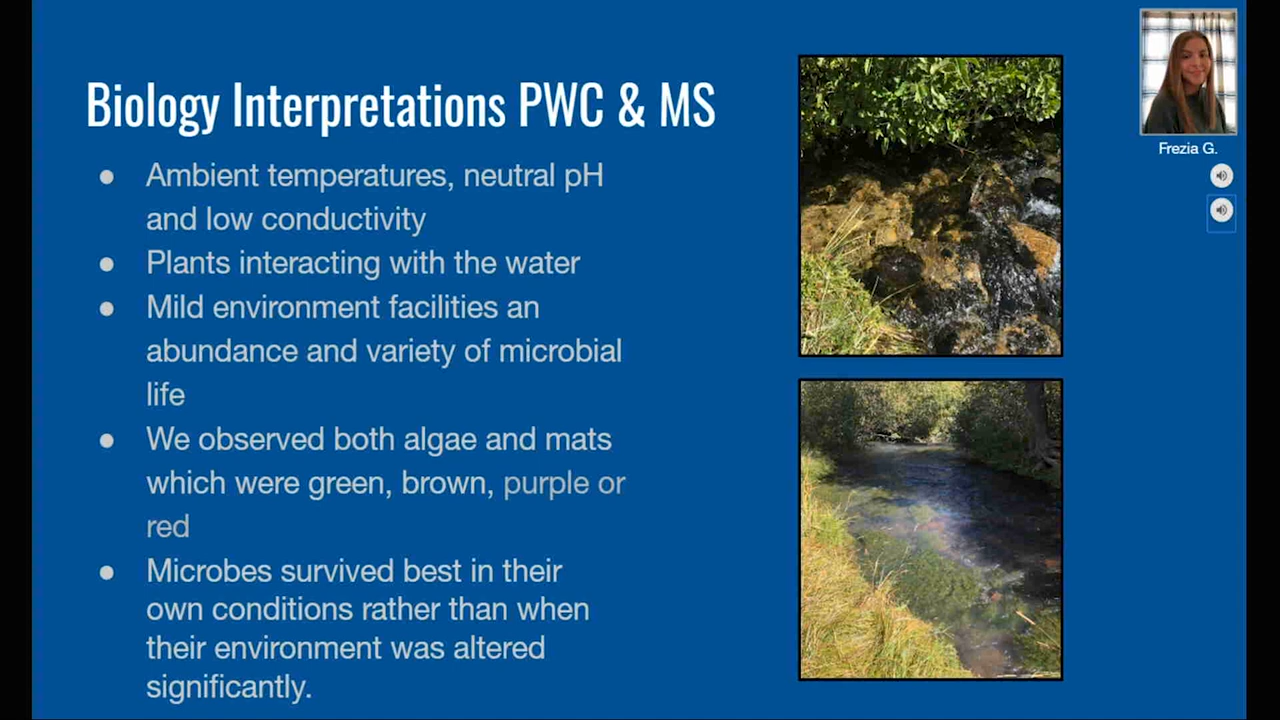 Biology Interpretations PWC & MS
● Ambient temperatures, neutral pH
and low conductivity
● Plants interacting with the water
● Mild environment facilities an
abundance and variety of microbial
life
● We observed both algae and mats
which were green, brown, purple or
red
● Microbes survived best in their
own conditions rather than when
their environment was altered
significantly.
Frezia G.